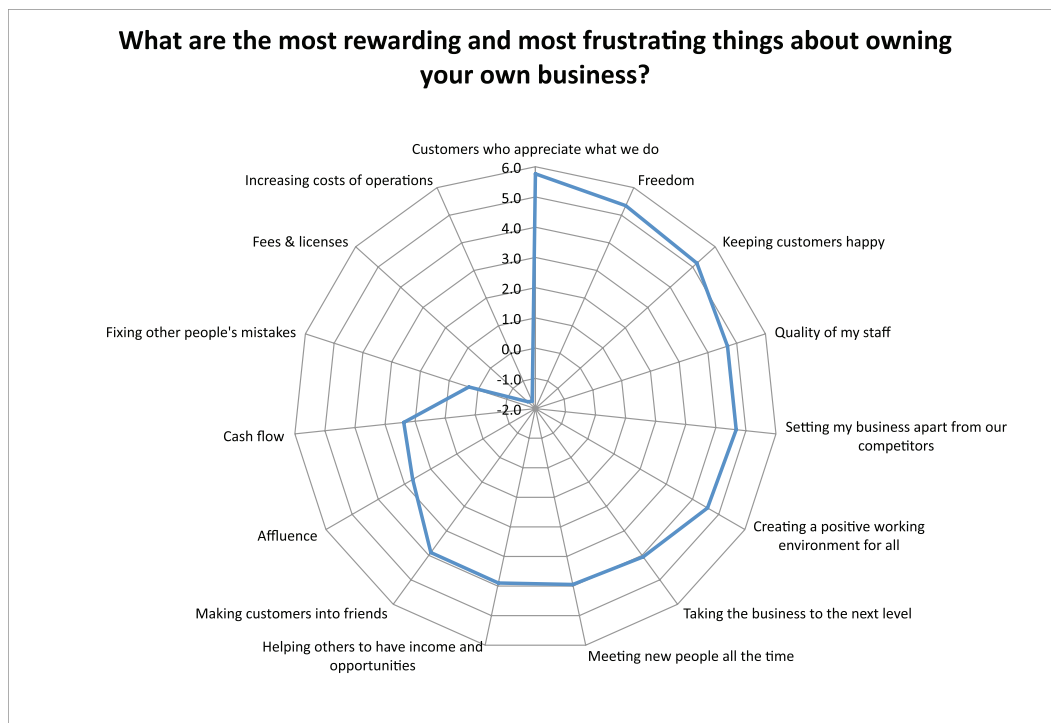 What are the most rewarding and most frustrating things about owning
your own business?
Customers who appreciate what we do
6.0
Increasing costs of operations
Freedom
5.0
Fees & licenses
Keeping customers happy
4.0
3.0
2.0
1.0
Fixing other people's mistakes
Quality of my staff
0.0
-1.0
-2.0
Cash flow
Setting my business apart from our
competitors
Affluence
Creating a positive working
environment for all
Making customers into friends
Taking the business to the next level
Helping others to have income and
opportunities
Meeting new people all the time